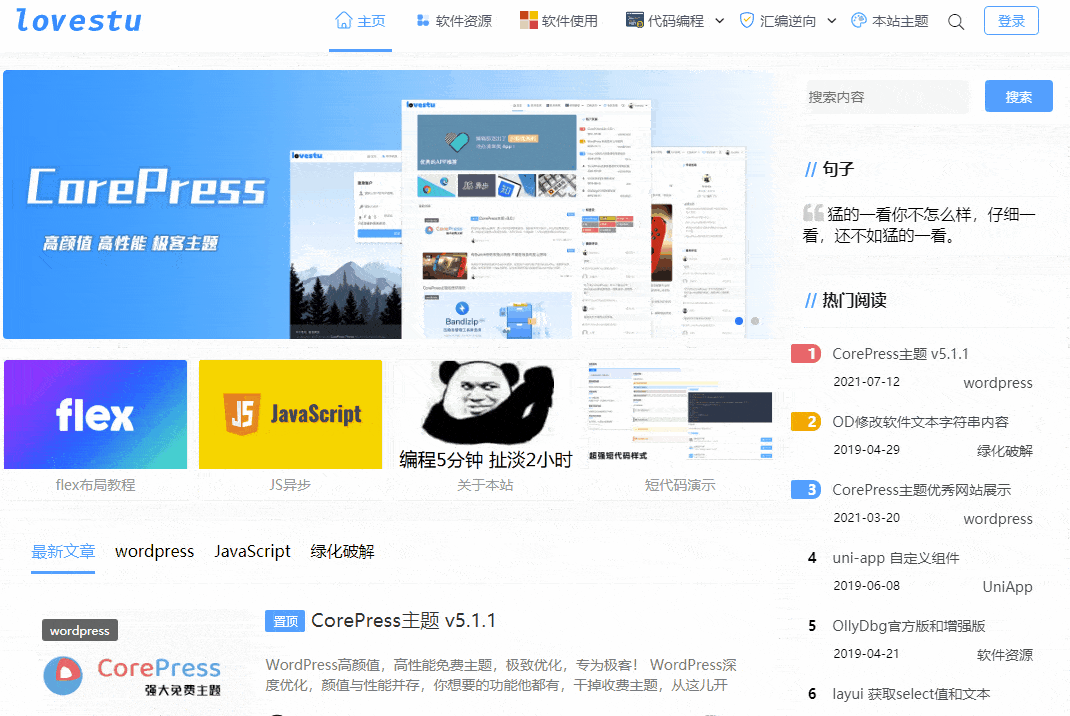 lovestu
主页
软件资源
软件使用
代码编程
汇编逆向
本站主题
登录
CorePress
高颜值 高性能 极客主题
lovestu
lovestu
Bandizip
搜索内容
搜索
// 句子
猛的一看你不怎么样，仔细一
看，还不如猛的一看。
// 热门阅读
1 CorePress主题 v5.1.1
2021-07-12 wordpress
2 OD修改软件文本字符串内容
2019-04-29 绿化破解
3 CorePress主题优秀网站展示
2021-03-20 wordpress
4 uni-app 自定义组件
2019-06-08 UniApp
5 OllyDbg官方版和增强版
2019-04-21 软件资源
6 layui 获取select值和文本
flex
JS JavaScript
编程5分钟 扯淡2小时
超强短代码样式
flex布局教程
JS异步
关于本站
短代码演示
最新文章 wordpress JavaScript 绿化破解
wordpress
CorePress
强大免费主题
置顶 CorePress主题 v5.1.1
WordPress高颜值，高性能免费主题，极致优化，专为极客！ WordPress深
度优化，颜值与性能并存，你想要的功能他都有，干掉收费主题，从这儿开